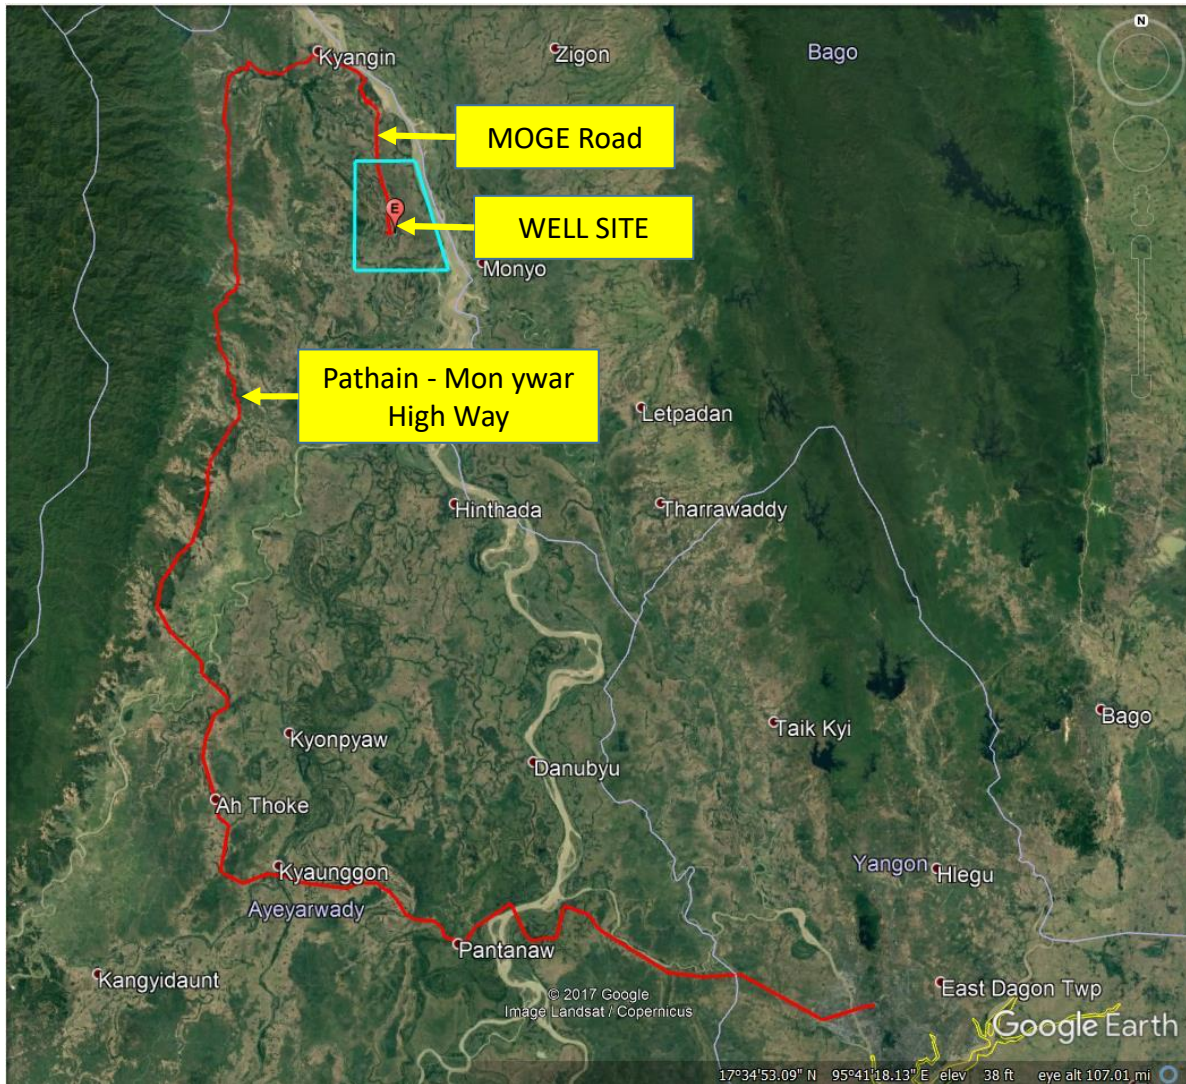 N
Kyangin
Zigon
Bago
MOGE Road
E
WELL SITE
Monyo
Pathain - Mon ywar
High Way
Letpadan
Hinthada
Tharrawaddy
Bago
Taik Kyi
Kyonpyaw
Danubyu
Ah Thoke
Kyaunggon
Yangon
Hlegu
Ayeyarwady
Pantanaw
Kangyidaunt
East Dagon Twp
© 2017 Google
Image Landsat / Copernicus
Google Earth
17°34'53.09" N 95°41'18.13" E elev 38 ft eye alt 107.01 mi